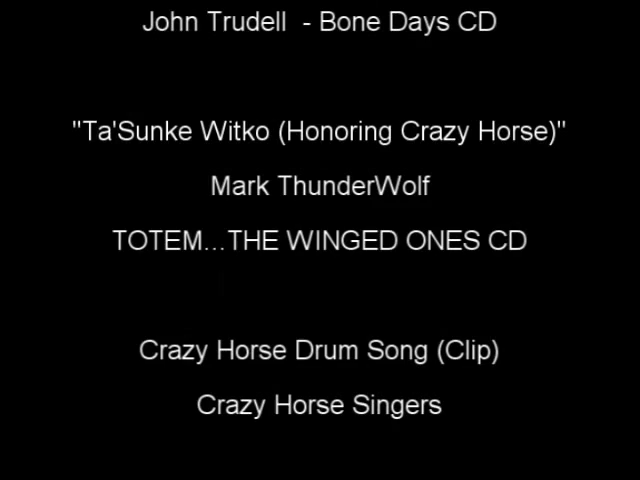 John Trudell  - Bone Days CD
"Ta'Sunke Witko (Honoring Crazy Horse)"
Mark ThunderWolf
TOTEM...THE WINGED ONES CD
Crazy Horse Drum Song (Clip)
Crazy Horse Singers